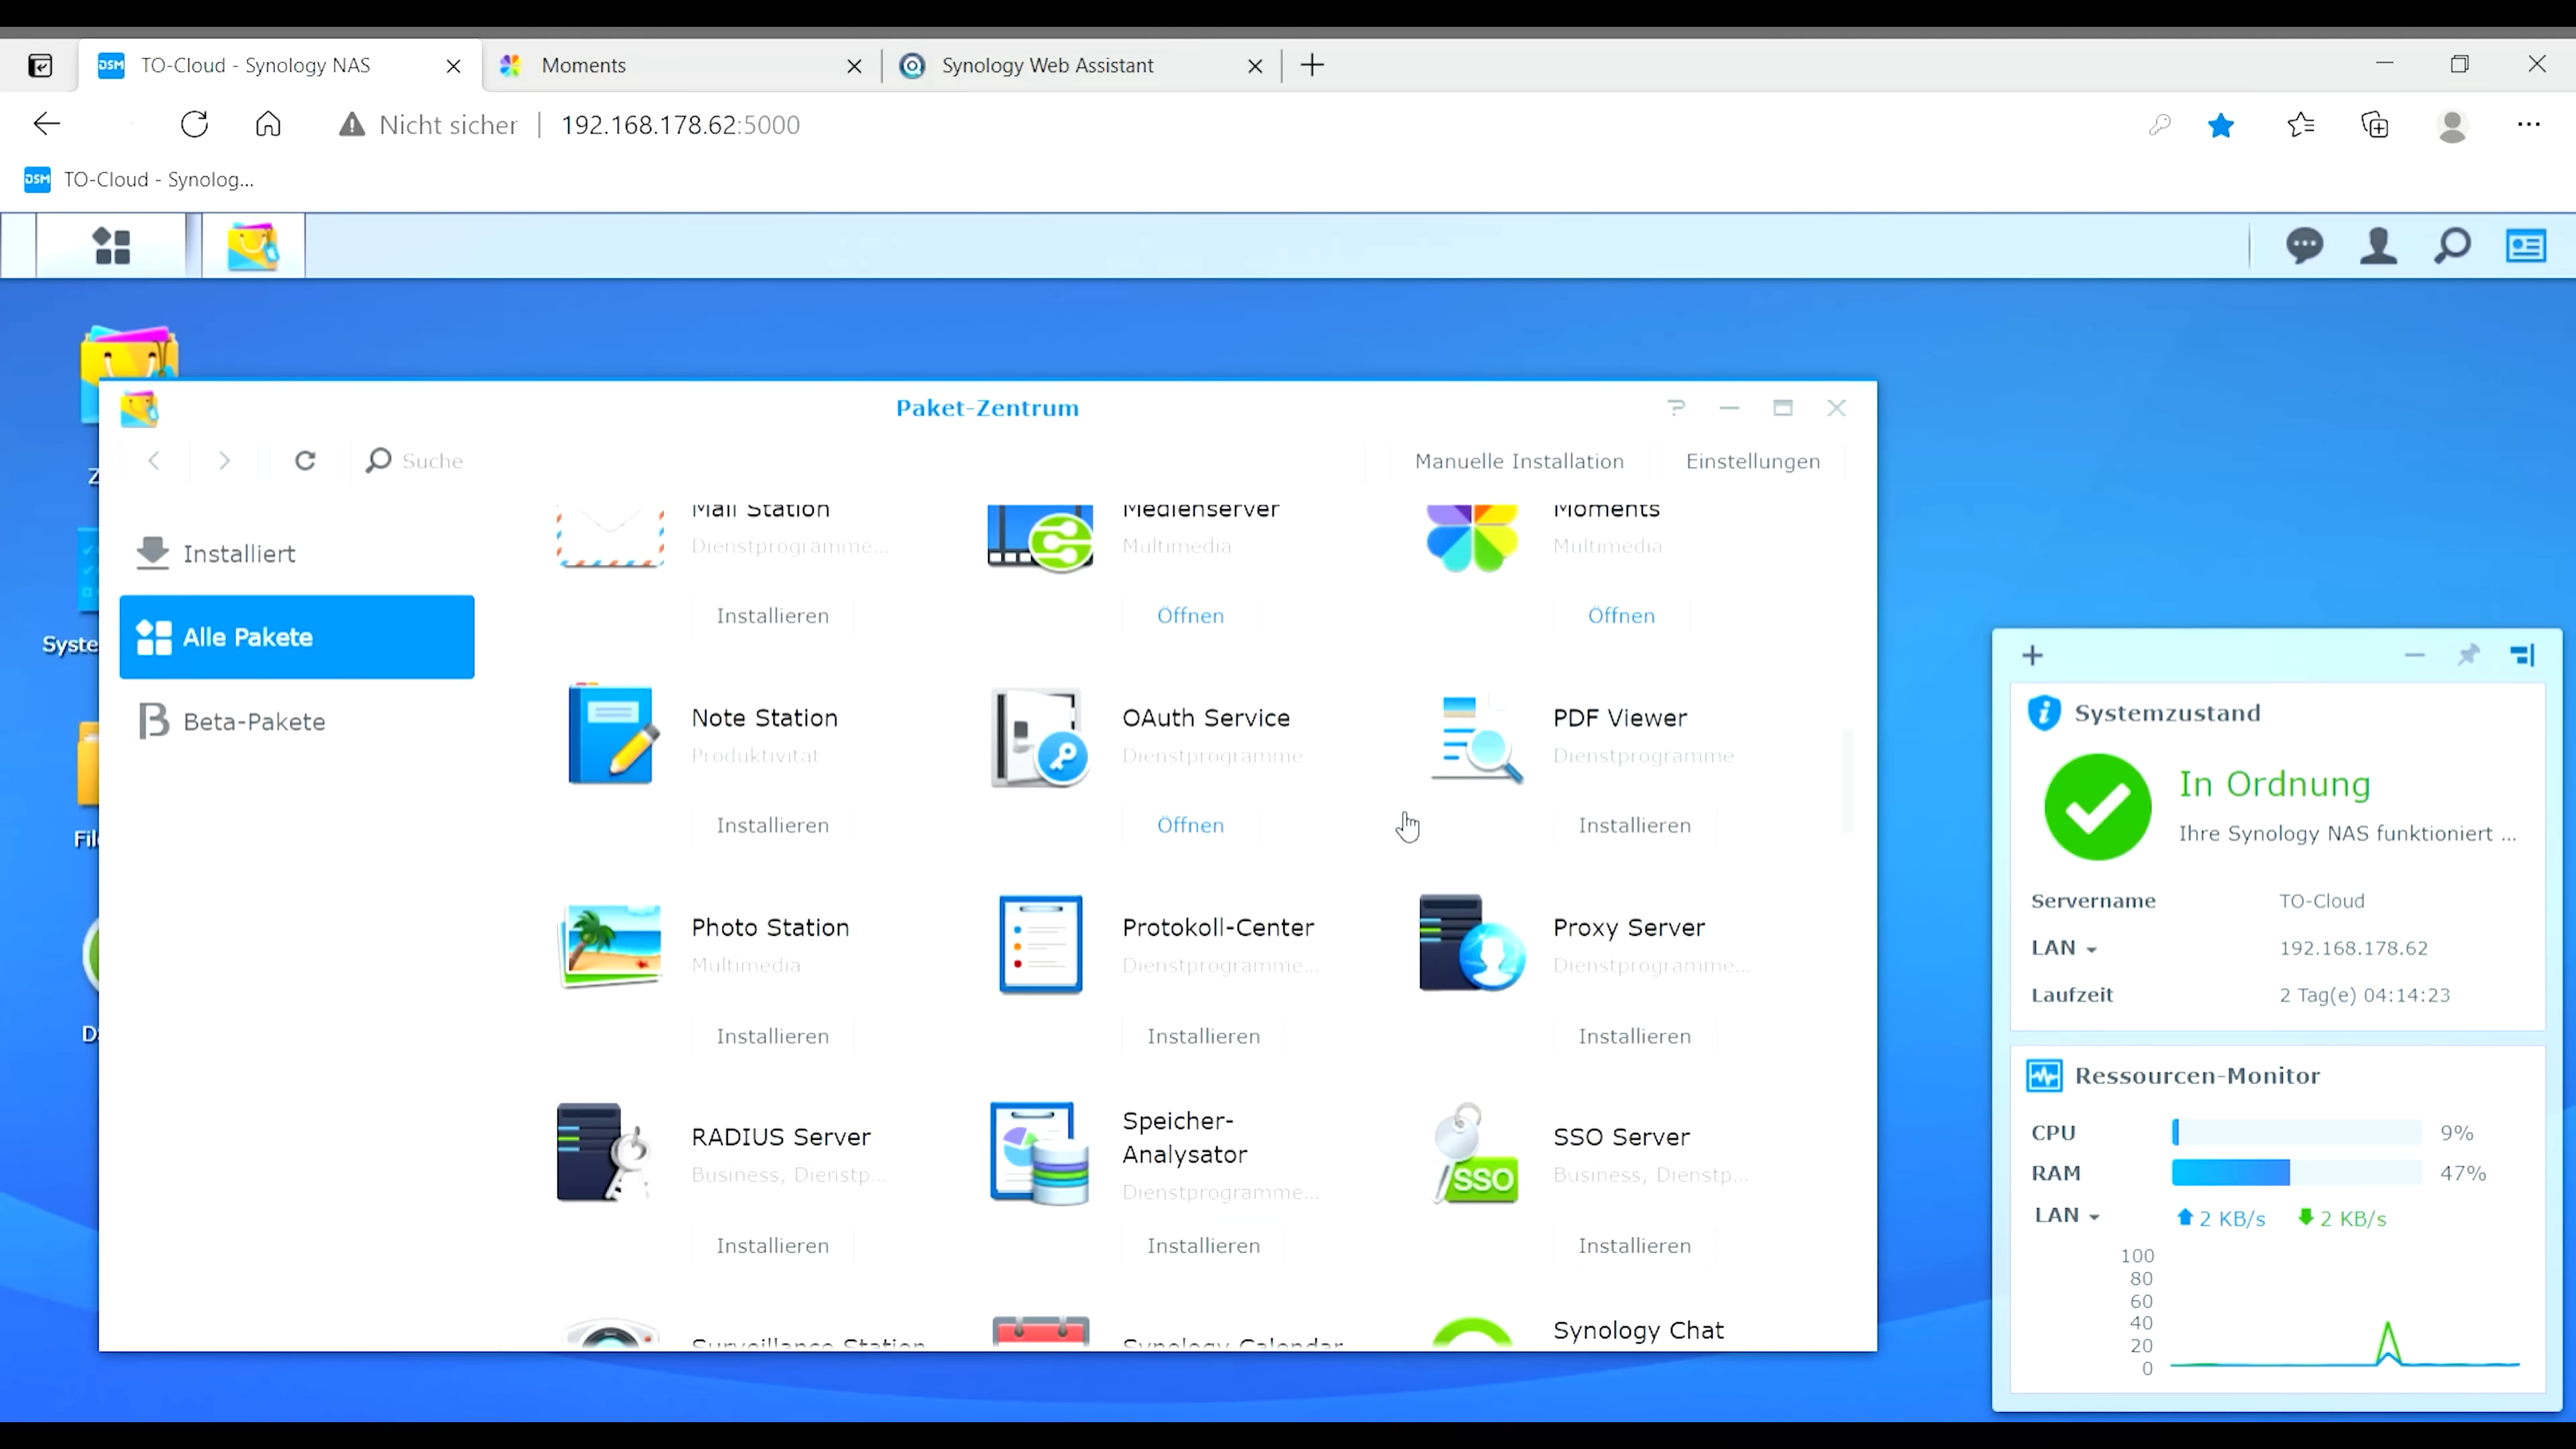 TO-Cloud - Synology NAS
Moments
Synology Web Assistant
Nicht sicher
192.168.178.62:5000
TO-Cloud - Synolog...
Paket-Zentrum
Suche
Manuelle Installation
Einstellungen
Installiert
Alle Pakete
Beta-Pakete
Mail Station
Dienstprogramme...
Installieren
Medienserver
Multimedia
Öffnen
Moments
Multimedia
Öffnen
Note Station
Produktivität
Installieren
OAuth Service
Dienstprogramme
Öffnen
PDF Viewer
Dienstprogramme
Installieren
Photo Station
Multimedia
Installieren
Protokoll-Center
Dienstprogramme...
Installieren
Proxy Server
Dienstprogramme...
Installieren
RADIUS Server
Business, Dienstp...
Installieren
Speicher-
Analysator
Dienstprogramme...
Installieren
SSO
SSO Server
Business, Dienstp...
Installieren
Surveillance Station
Synology Calendar
Synology Chat
Z
Syste
Fil
D
Systemzustand
In Ordnung
Ihre Synology NAS funktioniert ...
Servername TO-Cloud
LAN 192.168.178.62
Laufzeit 2 Tag(e) 04:14:23
Ressourcen-Monitor
CPU 9%
RAM 47%
LAN 2 KB/s 2 KB/s
100
80
60
40
20
0